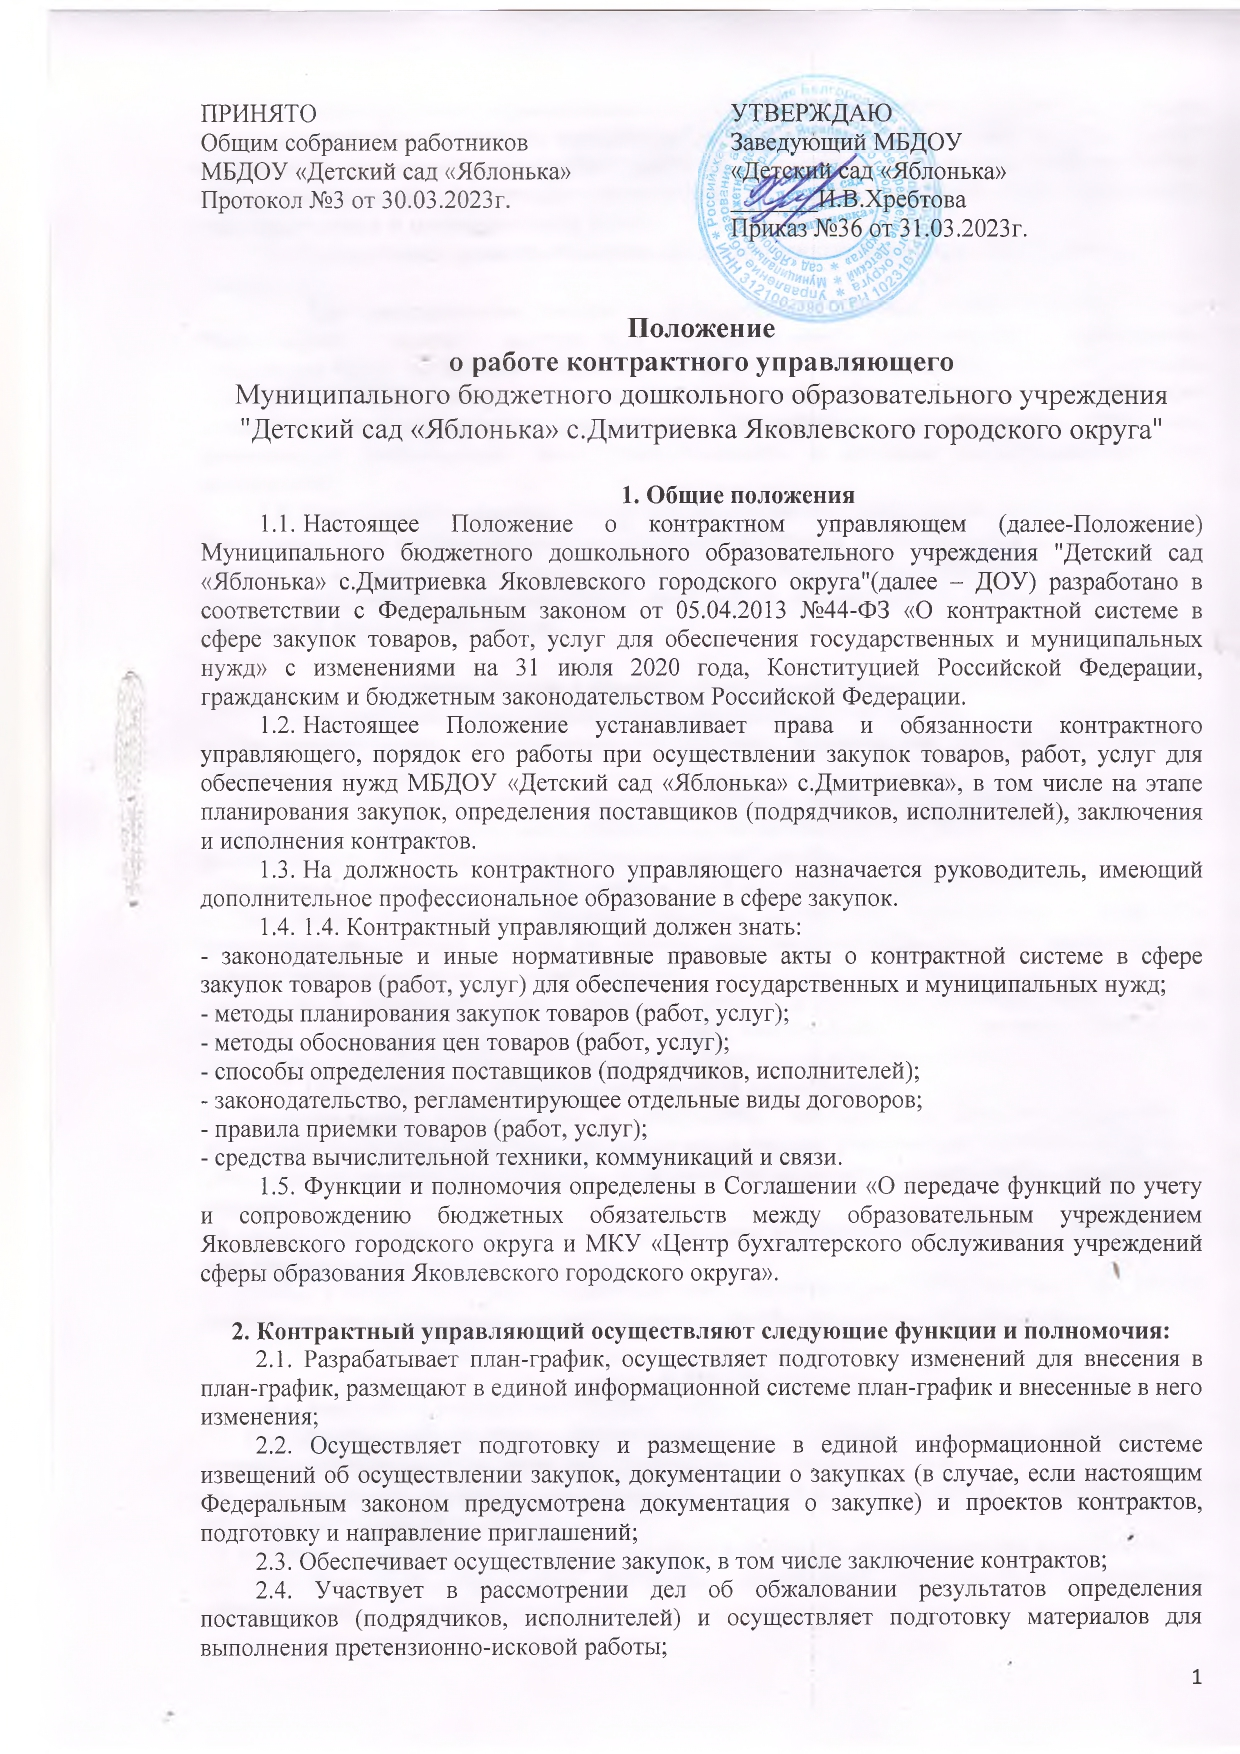 ПРИНЯТО
Общим собранием работников
МБДОУ «Детский сад «Яблонька»
Протокол №3 от 30.03.2023г.
УТВЕРЖДАЮ
Заведующий МБДОУ
«Детский сад «Яблонька»
_______И.В.Хребтова
Приказ №36 от 31.03.2023г.
Положение
о работе контрактного управляющего
Муниципального бюджетного дошкольного образовательного учреждения
"Детский сад «Яблонька» с.Дмитриевка Яковлевского городского округа"
1. Общие положения
1.1. Настоящее Положение о контрактном управляющем (далее-Положение)
Муниципального бюджетного дошкольного образовательного учреждения "Детский сад
«Яблонька» с.Дмитриевка Яковлевского городского округа"(далее – ДОУ) разработано в
соответствии с Федеральным законом от 05.04.2013 №44-ФЗ «О контрактной системе в
сфере закупок товаров, работ, услуг для обеспечения государственных и муниципальных
нужд» с изменениями на 31 июля 2020 года, Конституцией Российской Федерации,
гражданским и бюджетным законодательством Российской Федерации.
1.2. Настоящее Положение устанавливает права и обязанности контрактного
управляющего, порядок его работы при осуществлении закупок товаров, работ, услуг для
обеспечения нужд МБДОУ «Детский сад «Яблонька» с.Дмитриевка», в том числе на этапе
планирования закупок, определения поставщиков (подрядчиков, исполнителей), заключения
и исполнения контрактов.
1.3. На должность контрактного управляющего назначается руководитель, имеющий
дополнительное профессиональное образование в сфере закупок.
1.4. 1.4. Контрактный управляющий должен знать:
- законодательные и иные нормативные правовые акты о контрактной системе в сфере
закупок товаров (работ, услуг) для обеспечения государственных и муниципальных нужд;
- методы планирования закупок товаров (работ, услуг);
- методы обоснования цен товаров (работ, услуг);
- способы определения поставщиков (подрядчиков, исполнителей);
- законодательство, регламентирующее отдельные виды договоров;
- правила приемки товаров (работ, услуг);
- средства вычислительной техники, коммуникаций и связи.
1.5. Функции и полномочия определены в Соглашении «О передаче функций по учету
и сопровождению бюджетных обязательств между образовательным учреждением
Яковлевского городского округа и МКУ «Центр бухгалтерского обслуживания учреждений
сферы образования Яковлевского городского округа».
2. Контрактный управляющий осуществляют следующие функции и полномочия:
2.1. Разрабатывает план-график, осуществляет подготовку изменений для внесения в
план-график, размещают в единой информационной системе план-график и внесенные в него
изменения;
2.2. Осуществляет подготовку и размещение в единой информационной системе
извещений об осуществлении закупок, документации о закупках (в случае, если настоящим
Федеральным законом предусмотрена документация о закупке) и проектов контрактов,
подготовку и направление приглашений;
2.3. Обеспечивает осуществление закупок, в том числе заключение контрактов;
2.4. Участвует в рассмотрении дел об обжаловании результатов определения
поставщиков (подрядчиков, исполнителей) и осуществляет подготовку материалов для
выполнения претензионно-исковой работы;
1